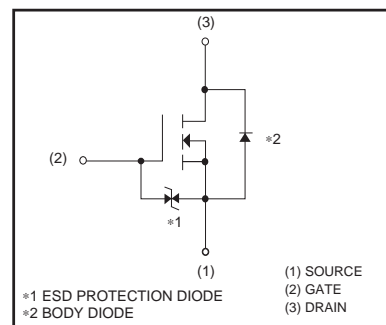 (3)
(2)
∗2
∗1
(1)
∗1 ESD PROTECTION DIODE
∗2 BODY DIODE
(1) SOURCE
(2) GATE
(3) DRAIN